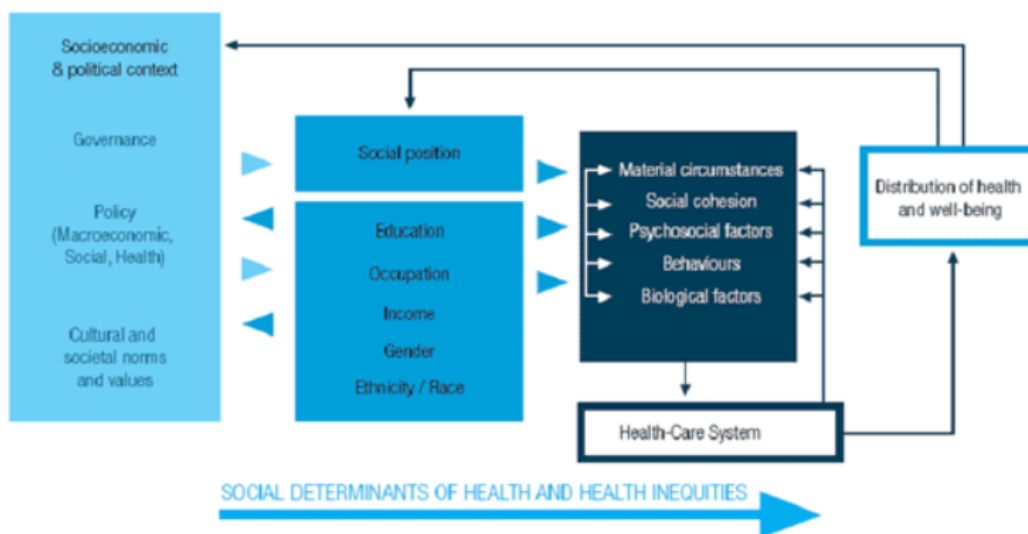 Socioeconomic
& political context
Governance
Policy
(Macroeconomic,
Social, Health)
Cultural and
societal norms
and values
Social position
Education
Occupation
Income
Gender
Ethnicity / Race
Material circumstances
Social cohesion
Psychosocial factors
Behaviours
Biological factors
Health-Care System
Distribution of health
and well-being
SOCIAL DETERMINANTS OF HEALTH AND HEALTH INEQUITIES